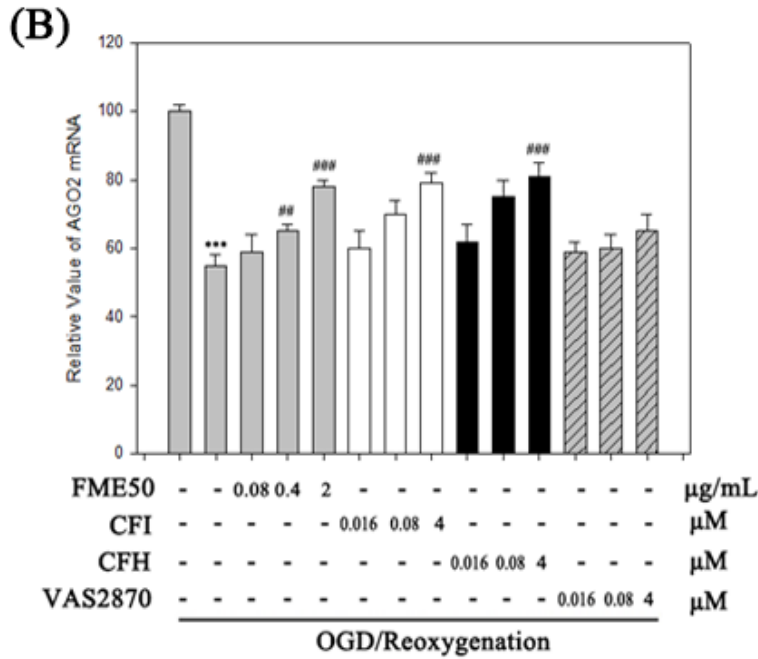 (B)
Relative Value of AGO2 mRNA
120
100
80
60
40
20
0
•••
##
###
###
###
FME50 - - 0.08 0.4 2 - - - - - - - - - µg/mL
CFI - - - - - 0.016 0.08 4 - - - - - - µM
CFH - - - - - - - - 0.016 0.08 4 - - - µM
VAS2870 - - - - - - - - - - - 0.016 0.08 4 µM
OGD/Reoxygenation